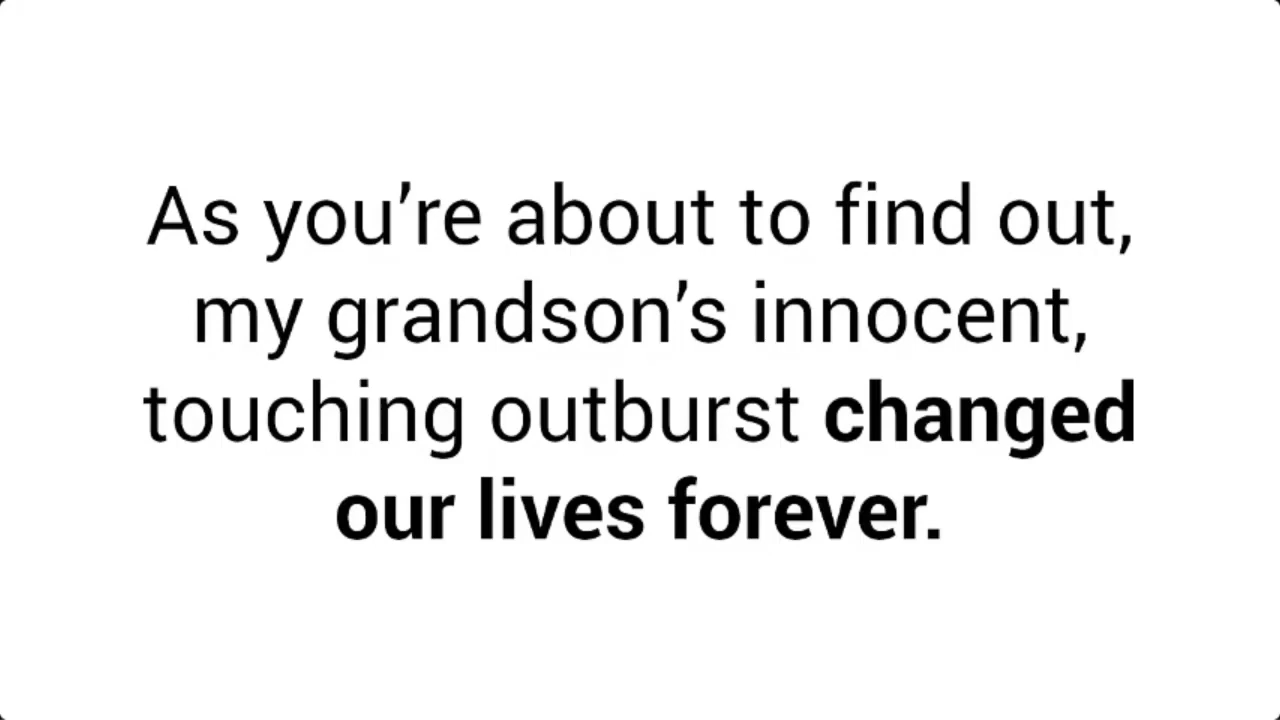 As you’re about to find out,
my grandson’s innocent,
touching outburst changed
our lives forever.